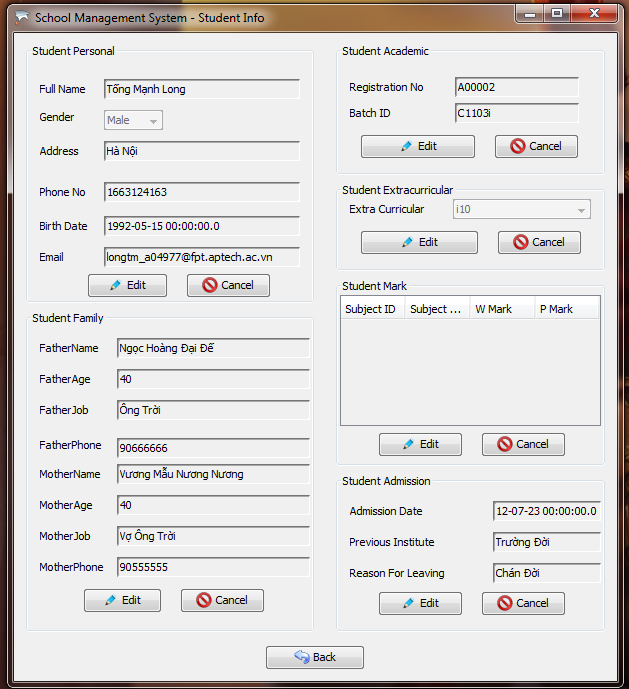 School Management System - Student Info
Student Personal
Full Name Tống Mạnh Long
Gender Male
Address Hà Nội
Phone No 1663124163
Birth Date 1992-05-15 00:00:00.0
Email longtm_a04977@fpt.aptech.ac.vn
Edit Cancel
Student Family
FatherName Ngọc Hoàng Đại Đế
FatherAge 40
FatherJob Ông Trời
FatherPhone 90666666
MotherName Vương Mẫu Nương Nương
MotherAge 40
MotherJob Vợ Ông Trời
MotherPhone 90555555
Edit Cancel
Student Academic
Registration No A00002
Batch ID C1103i
Edit Cancel
Student Extracurricular
Extra Curricular i10
Edit Cancel
Student Mark
Subject ID Subject ... W Mark P Mark
Edit Cancel
Student Admission
Admission Date 12-07-23 00:00:00.0
Previous Institute Trường Đời
Reason For Leaving Chán Đời
Edit Cancel
Back